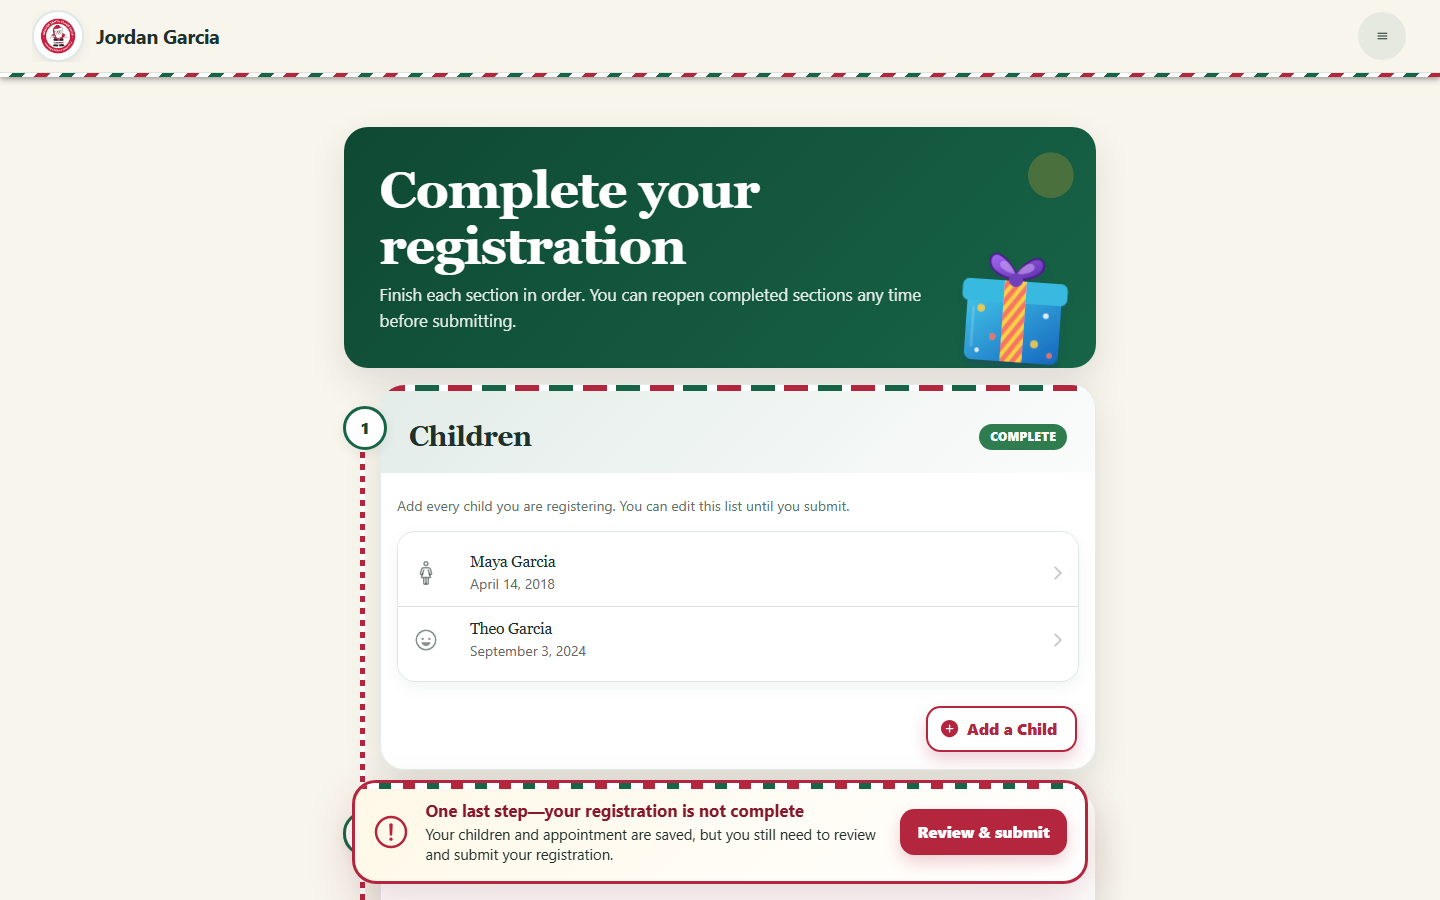 Jordan Garcia
Complete your
registration
Finish each section in order. You can reopen completed sections any time
before submitting.
1
Children
COMPLETE
Add every child you are registering. You can edit this list until you submit.
Maya Garcia
April 14, 2018
Theo Garcia
September 3, 2024
Add a Child
One last step—your registration is not complete
Your children and appointment are saved, but you still need to review
and submit your registration.
Review & submit